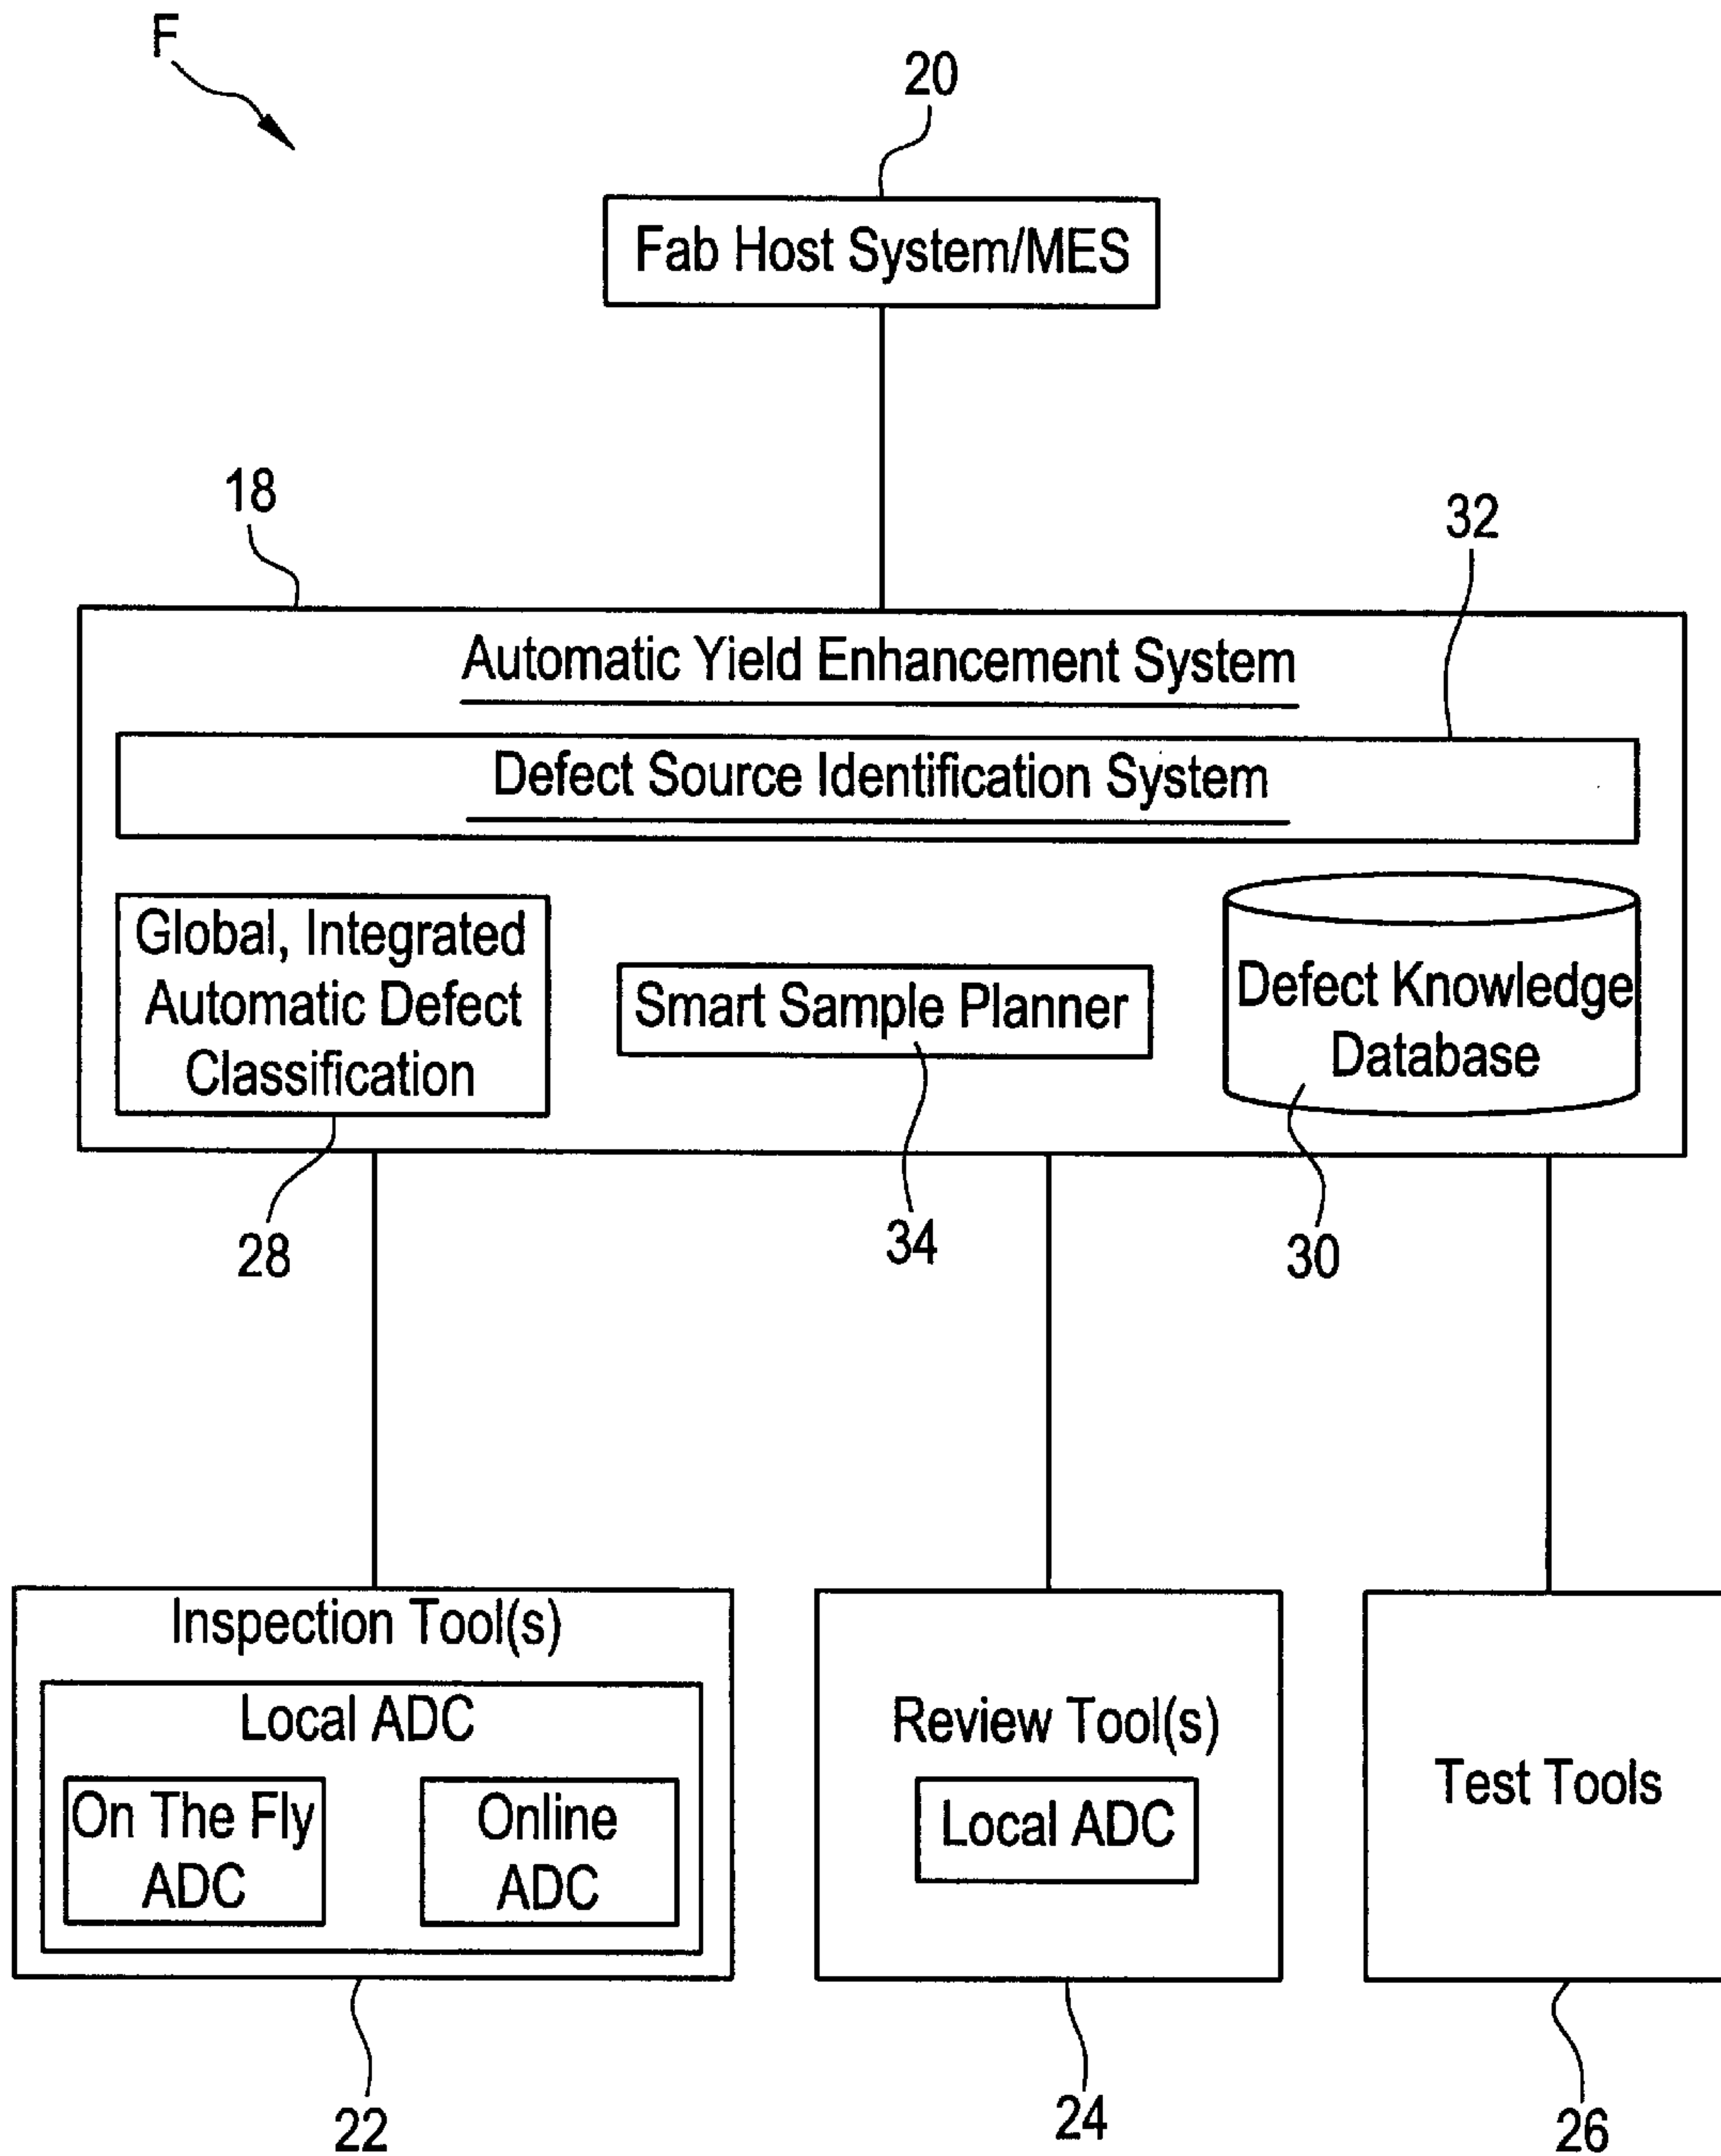 F
20
Fab Host System/MES
18
32
Automatic Yield Enhancement System
Defect Source Identification System
Global, Integrated
Automatic Defect
Classification
Smart Sample Planner
Defect Knowledge
Database
28
34
30
Inspection Tool(s)
Local ADC
On The Fly
ADC
Online
ADC
Review Tool(s)
Local ADC
Test Tools
22
24
26